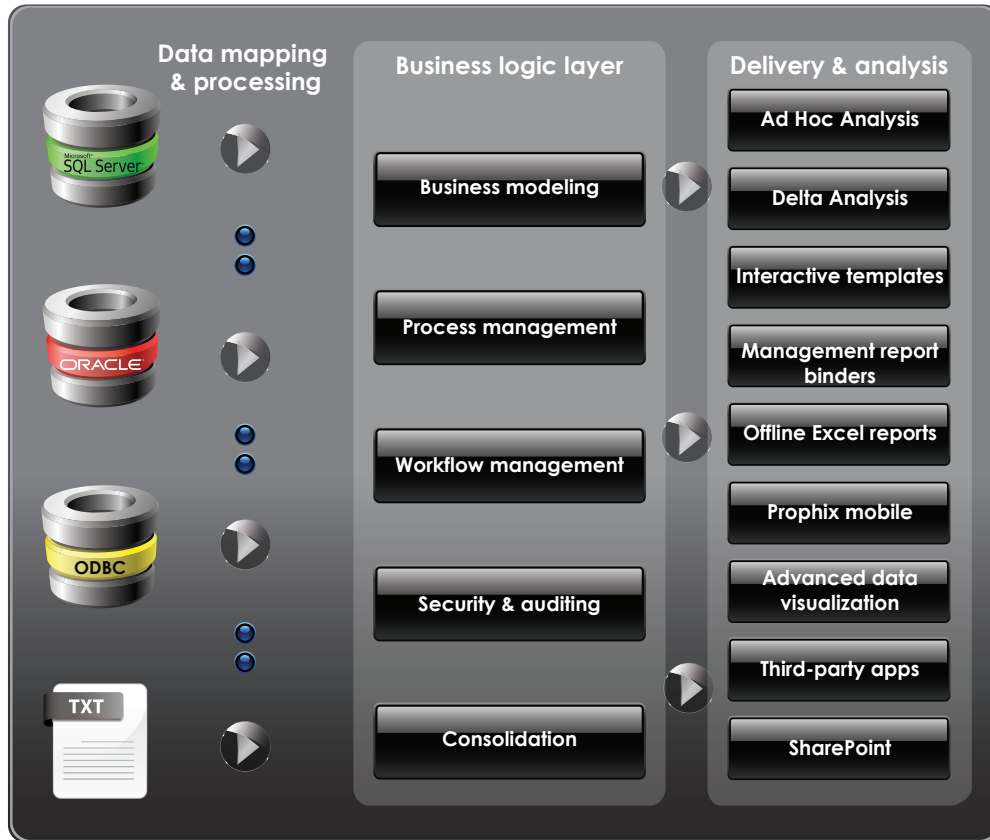 Data mapping
& processing
Microsoft®
SQL Server
ORACLE
ODBC
TXT
Business logic layer
Business modeling
Process management
Workflow management
Security & auditing
Consolidation
Delivery & analysis
Ad Hoc Analysis
Delta Analysis
Interactive templates
Management report
binders
Offline Excel reports
Prophix mobile
Advanced data
visualization
Third-party apps
SharePoint